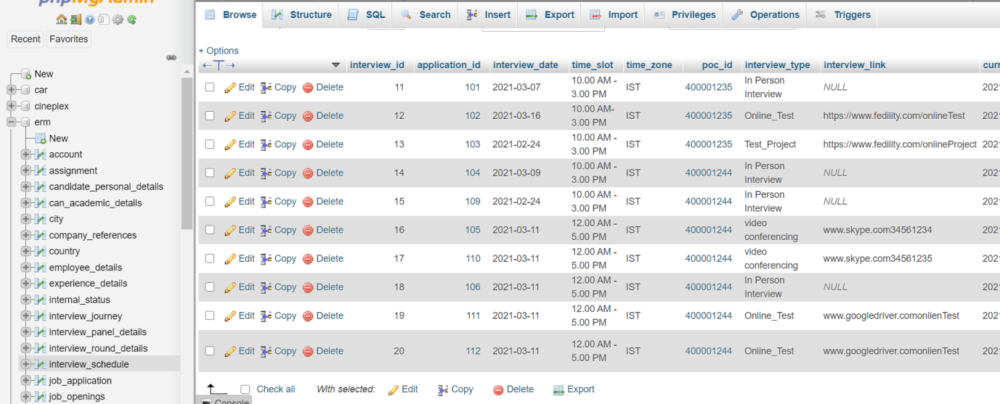 phpMyAdmin
Recent Favorites
New
car
cineplex
erm
New
account
assignment
candidate_personal_details
can_academic_details
city
company_references
country
employee_details
experience_details
internal_status
interview_journey
interview_panel_details
interview_round_details
interview_schedule
job_application
job_openings
Browse Structure SQL Search Insert Export Import Privileges Operations Triggers
+ Options
interview_id application_id interview_date time_slot time_zone poc_id interview_type interview_link curr
Edit Copy Delete 11 101 2021-03-07 10.00 AM - 3.00 PM IST 400001235 In Person Interview NULL 2021
Edit Copy Delete 12 102 2021-03-16 10.00 AM- 3.00 PM IST 400001235 Online_Test https://www.fedility.com/onlineTest 2021
Edit Copy Delete 13 103 2021-02-24 10.00 AM - 3.00 PM IST 400001235 Test_Project https://www.fedility.com/onlineProject 2021
Edit Copy Delete 14 104 2021-03-09 10.00 AM - 3.00 PM IST 400001244 In Person Interview NULL 2021
Edit Copy Delete 15 109 2021-02-24 10.00 AM - 3.00 PM IST 400001244 In Person Interview NULL 2021
Edit Copy Delete 16 105 2021-03-11 12.00 AM - 5.00 PM IST 400001244 video conferencing www.skype.com34561234 2021
Edit Copy Delete 17 110 2021-03-11 12.00 AM - 5.00 PM IST 400001244 video conferencing www.skype.com34561235 2021
Edit Copy Delete 18 106 2021-03-11 12.00 AM - 5.00 PM IST 400001244 In Person Interview NULL 2021
Edit Copy Delete 19 111 2021-03-11 12.00 AM - 5.00 PM IST 400001244 Online_Test www.googledriver.comonlienTest 2021
Edit Copy Delete 20 112 2021-03-11 12.00 AM - 5.00 PM IST 400001244 Online_Test www.googledriver.comonlienTest 2021
Check all With selected: Edit Copy Delete Export
Console